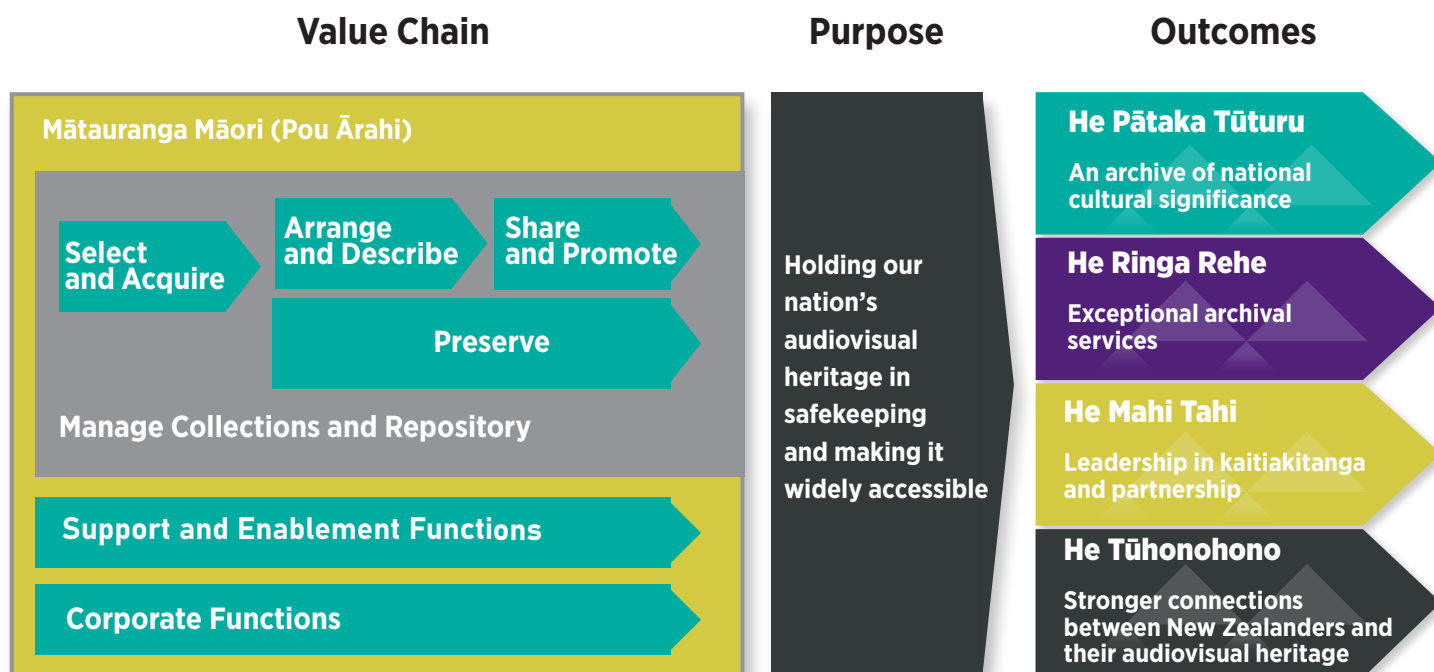 Value Chain
Purpose
Outcomes
Mātauranga Māori (Pou Ārahi)
Select
and Acquire
Arrange
and Describe
Share
and Promote
Preserve
Manage Collections and Repository
Support and Enablement Functions
Corporate Functions
Holding our
nation’s
audiovisual
heritage in
safekeeping
and making it
widely accessible
He Pātaka Tūturu
An archive of national
cultural significance
He Ringa Rehe
Exceptional archival
services
He Mahi Tahi
Leadership in kaitiakitanga
and partnership
He Tūhonohono
Stronger connections
between New Zealanders and
their audiovisual heritage